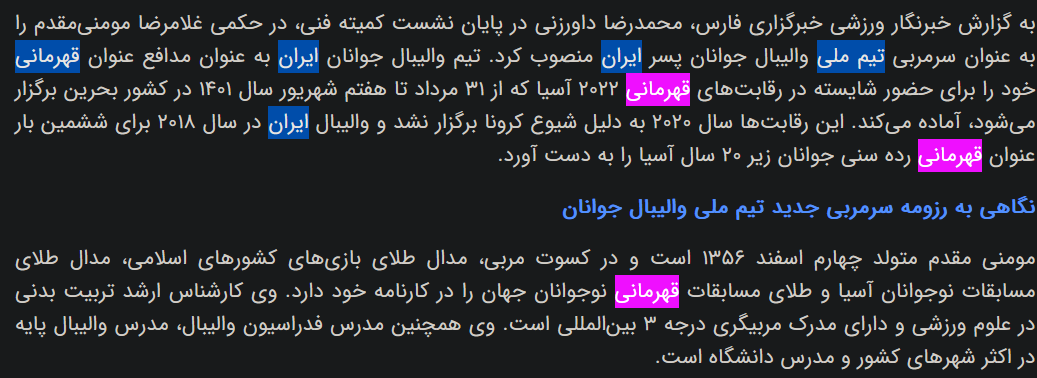 به گزارش خبرنگار ورزشی خبرگزاری فارس، محمدرضا داورزنی در پایان نشست کمیته فنی، در حکمی غلامرضا مومنی‌مقدم را
به عنوان سرمربی تیم ملی والیبال جوانان پسر ایران منصوب کرد. تیم والیبال جوانان ایران به عنوان مدافع عنوان قهرمانی
خود را برای حضور شایسته در رقابت‌های قهرمانی ۲۰۲۲ آسیا که از ۳۱ مرداد تا هفتم شهریور سال ۱۴۰۱ در کشور بحرین برگزار
می‌شود، آماده می‌کند. این رقابت‌ها سال ۲۰۲۰ به دلیل شیوع کرونا برگزار نشد و والیبال ایران در سال ۲۰۱۸ برای ششمین بار
عنوان قهرمانی رده سنی جوانان زیر ۲۰ سال آسیا را به دست آورد.
نگاهی به رزومه سرمربی جدید تیم ملی والیبال جوانان
مومنی مقدم متولد چهارم اسفند ۱۳۵۶ است و در کسوت مربی، مدال طلای بازی‌های کشورهای اسلامی، مدال طلای
مسابقات نوجوانان آسیا و طلای مسابقات قهرمانی نوجوانان جهان را در کارنامه خود دارد. وی کارشناس ارشد تربیت بدنی
در علوم ورزشی و دارای مدرک مربیگری درجه ۳ بین‌المللی است. وی همچنین مدرس فدراسیون والیبال، مدرس والیبال پایه
در اکثر شهرهای کشور و مدرس دانشگاه است.